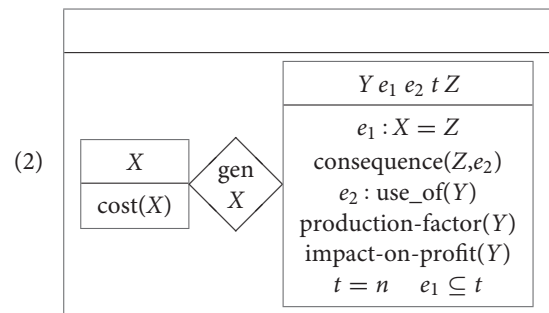 (2)
X
cost(X)
gen
X
Y e₁ e₂ t Z
e₁ : X = Z
consequence(Z,e₂)
e₂ : use_of(Y)
production-factor(Y)
impact-on-profit(Y)
t = n e₁ ⊆ t